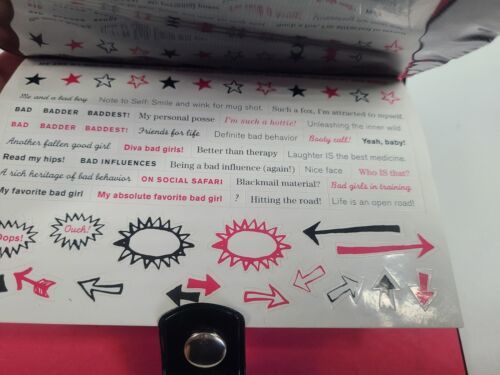 Me and a bad boy Note to Self: Smile and wink for mug shot. Such a fox, I'm attracted to myself.
BAD BADDER BADDEST! My personal posse I'm such a hottie! Unleashing the inner wild
BAD BADDER BADDEST! Friends for life Definite bad behavior Booty call! Yeah, baby!
Another fallen good girl Diva bad girls! Better than therapy Laughter IS the best medicine.
Read my hips! BAD INFLUENCES Being a bad influence (again!) Nice face Who IS that?
A rich heritage of bad behavior ON SOCIAL SAFARI Blackmail material? Bad girls in training
My favorite bad girl My absolute favorite bad girl ? Hitting the road! Life is an open road!
Oops! Ouch!